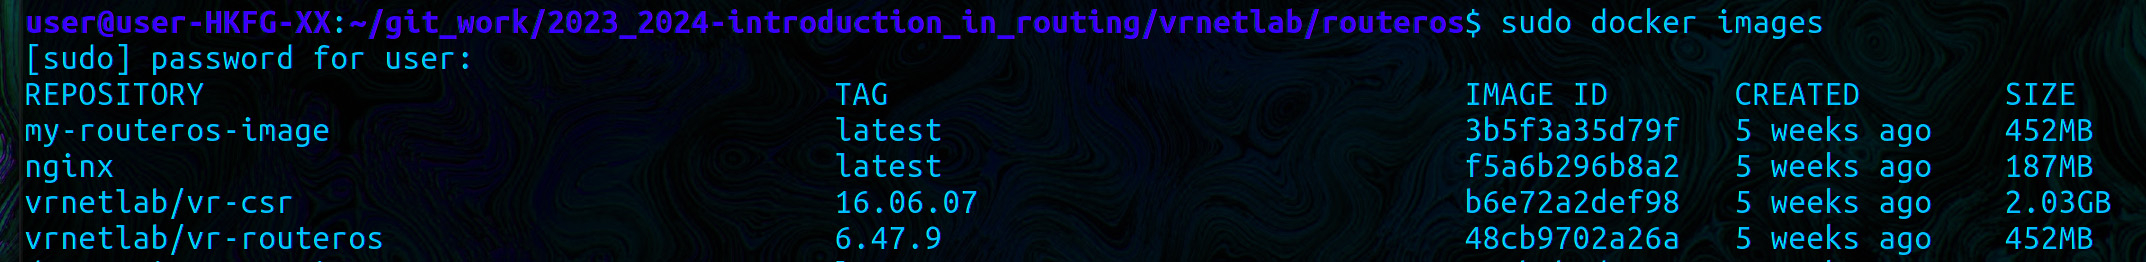 user@user-HKFG-XX:~/git_work/2023_2024-introduction_in_routing/vrnetlab/routeros$ sudo docker images
[sudo] password for user:
REPOSITORY TAG IMAGE ID CREATED SIZE
my-routeros-image latest 3b5f3a35d79f 5 weeks ago 452MB
nginx latest f5a6b296b8a2 5 weeks ago 187MB
vrnetlab/vr-csr 16.06.07 b6e72a2def98 5 weeks ago 2.03GB
vrnetlab/vr-routeros 6.47.9 48cb9702a26a 5 weeks ago 452MB